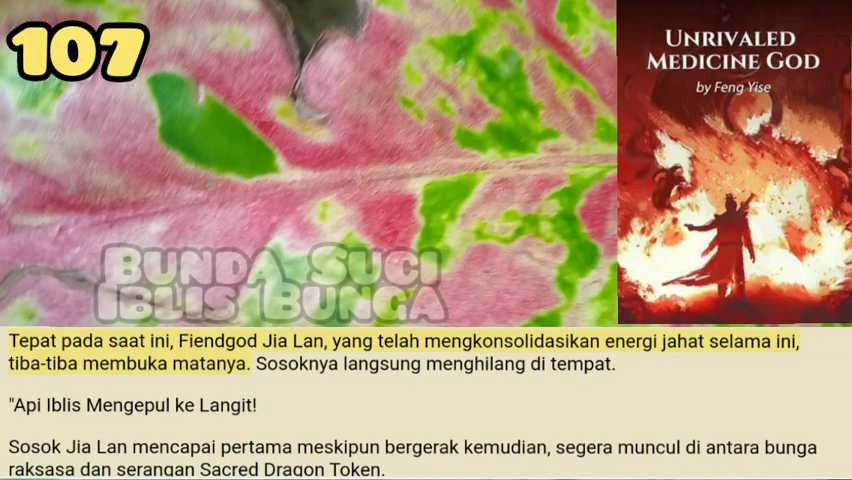 107
UNRIVALED
MEDICINE GOD
by Feng Yise
BUNDA SUCI
IBLIS BUNGA
Tepat pada saat ini, Fiendgod Jia Lan, yang telah mengkonsolidasikan energi jahat selama ini,
tiba-tiba membuka matanya. Sosoknya langsung menghilang di tempat.
"Api Iblis Mengepul ke Langit!
Sosok Jia Lan mencapai pertama meskipun bergerak kemudian, segera muncul di antara bunga
raksasa dan serangan Sacred Dragon Token.